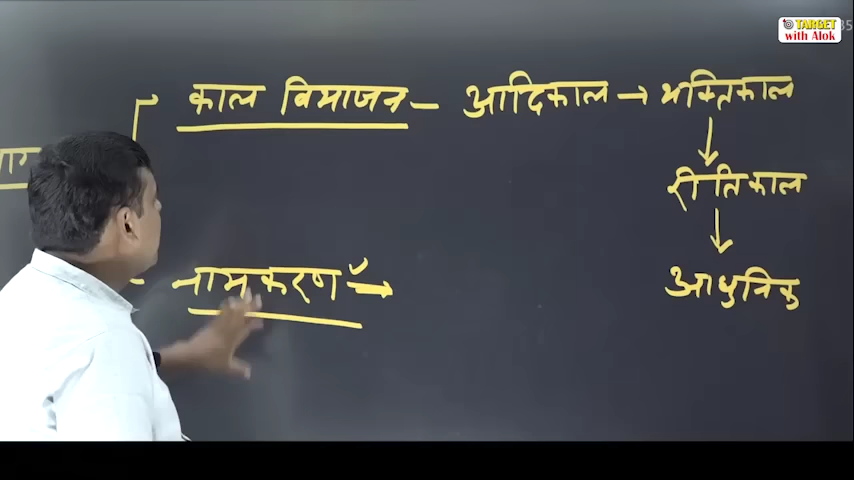 TARGET
with Alok
काल विभाजन – आदिकाल → भक्तिकाल
↓
रीतिकाल
↓
नामकरण ✓ → आधुनिक